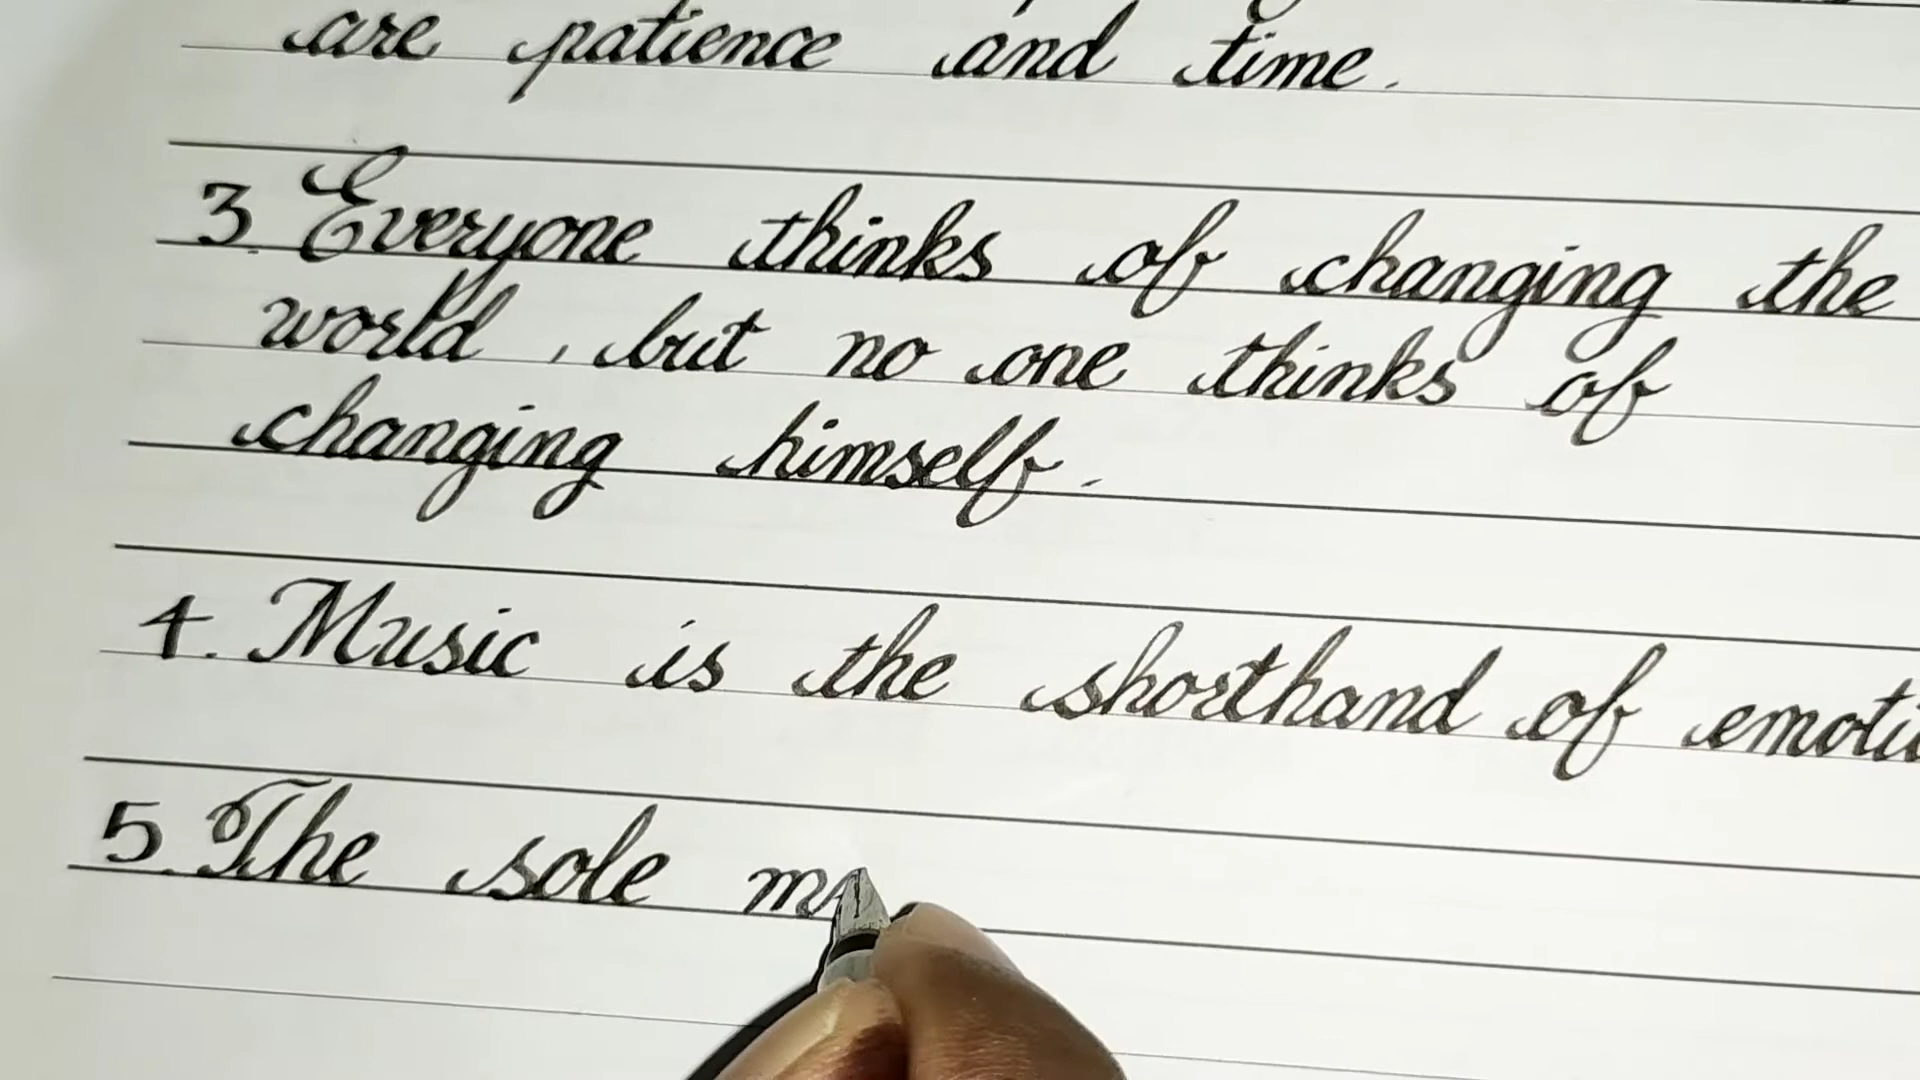 are patience and time.
3. Everyone thinks of changing the
world, but no one thinks of
changing himself.
4. Music is the shorthand of emoti
5. The sole m